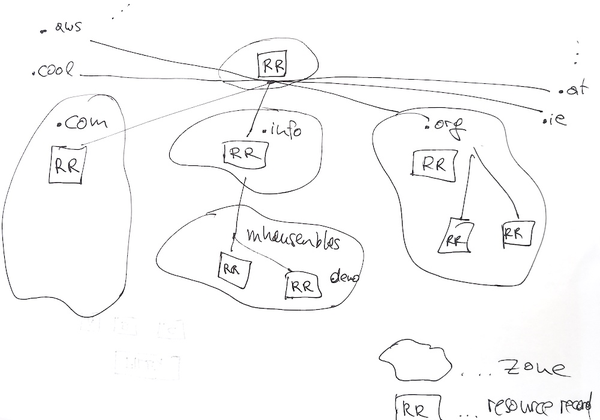 .aws
RR
.cool
.at
.ie
.com
.info
.org
RR
RR
RR
mhausenblas
RR
RR
RR
RR
demo
... zone
RR ... resource record